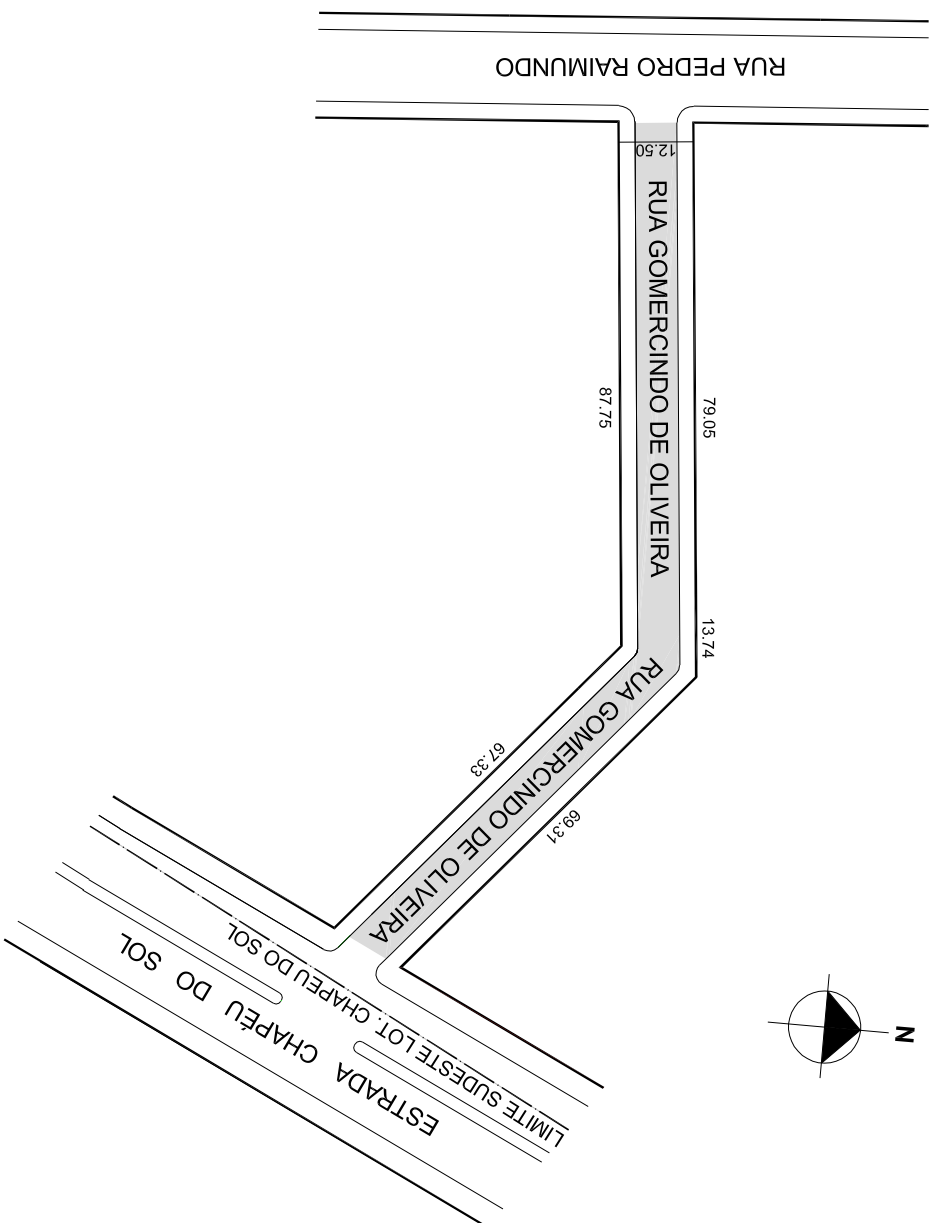 RUA PEDRO RAIMUNDO
12.50
RUA GOMERCINDO DE OLIVEIRA
87.75
79.05
13.74
RUA GOMERCINDO DE OLIVEIRA
67.33
69.31
LIMITE SUDESTE LOT. CHAPEU DO SOL
ESTRADA CHAPÉU DO SOL
N